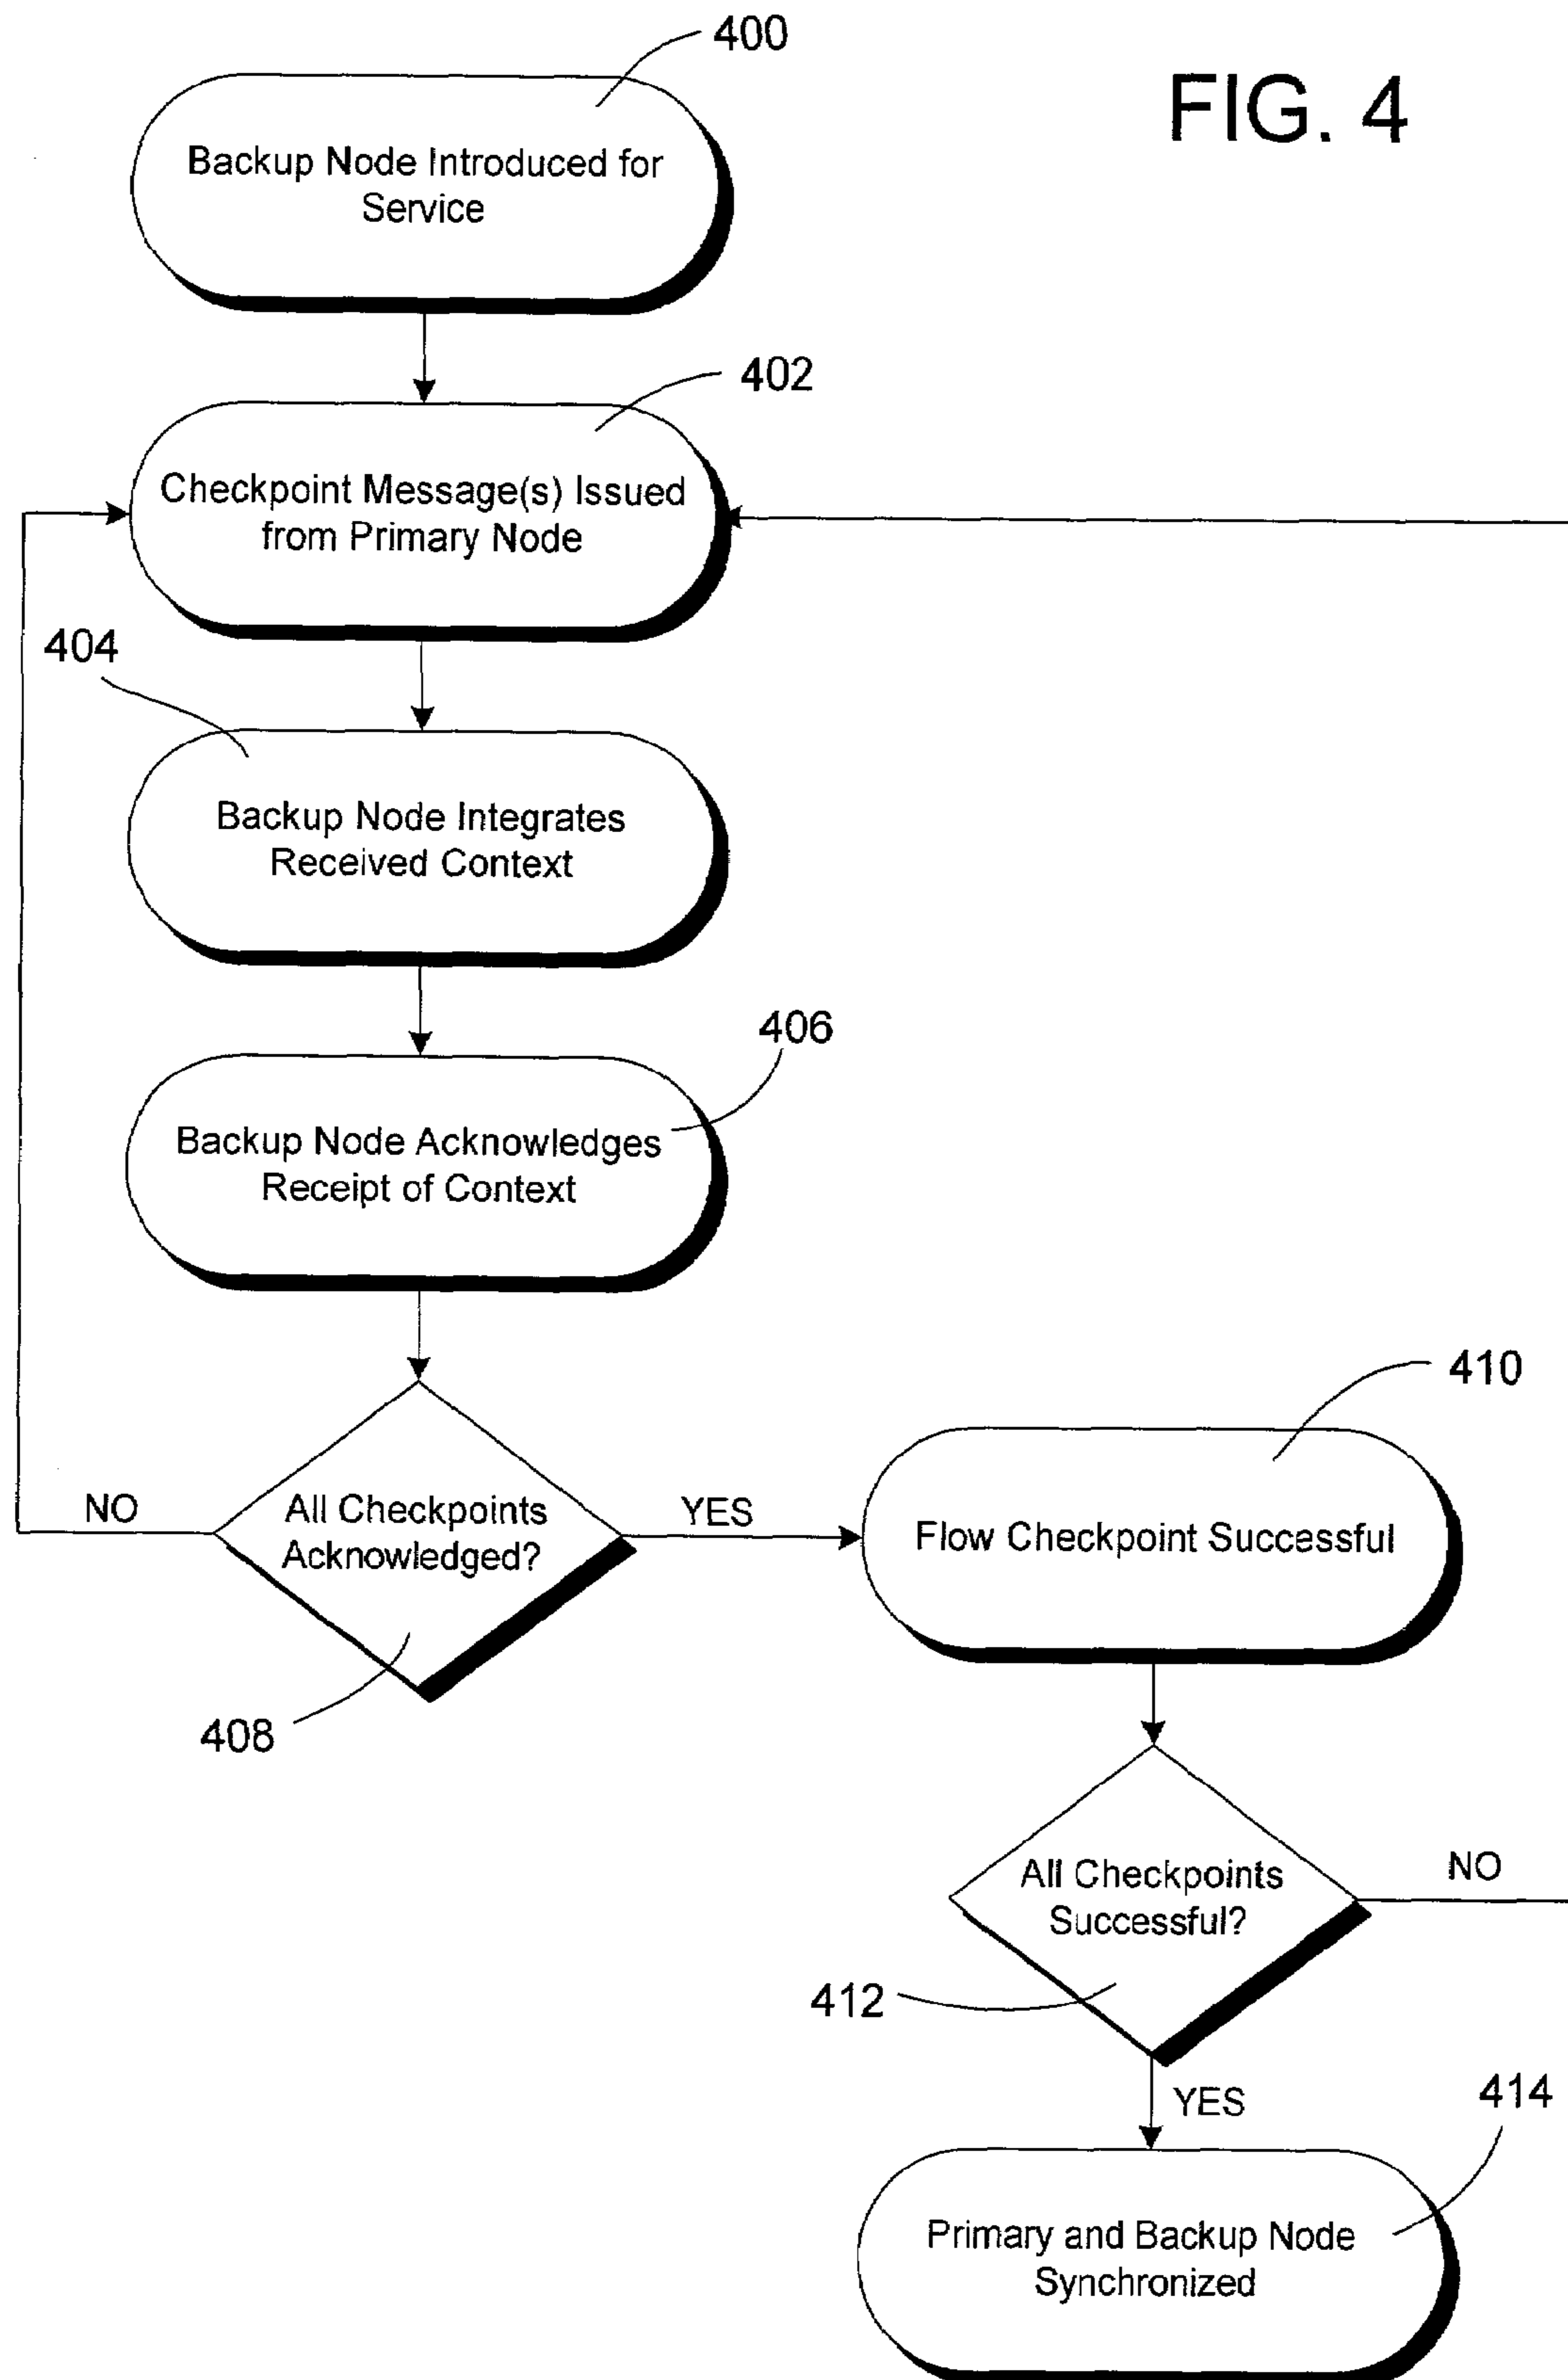 400
FIG. 4
Backup Node Introduced for
Service
402
Checkpoint Message(s) Issued
from Primary Node
404
Backup Node Integrates
Received Context
406
Backup Node Acknowledges
Receipt of Context
410
NO
All Checkpoints
Acknowledged?
YES
Flow Checkpoint Successful
408
All Checkpoints
Successful?
NO
412
YES
414
Primary and Backup Node
Synchronized